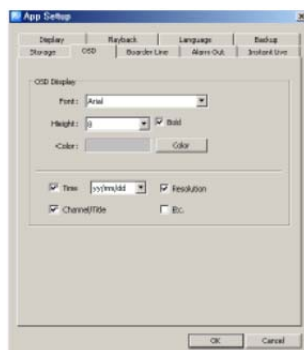 App Setup
Display Playback Language Backup
Storage OSD Boarder Line Alarm Out Instant Live
OSD Display
Font: Arial
Height: 8 Bold
Color: Color
Time yy/mm/dd Resolution
Channel/Title Etc.
OK Cancel